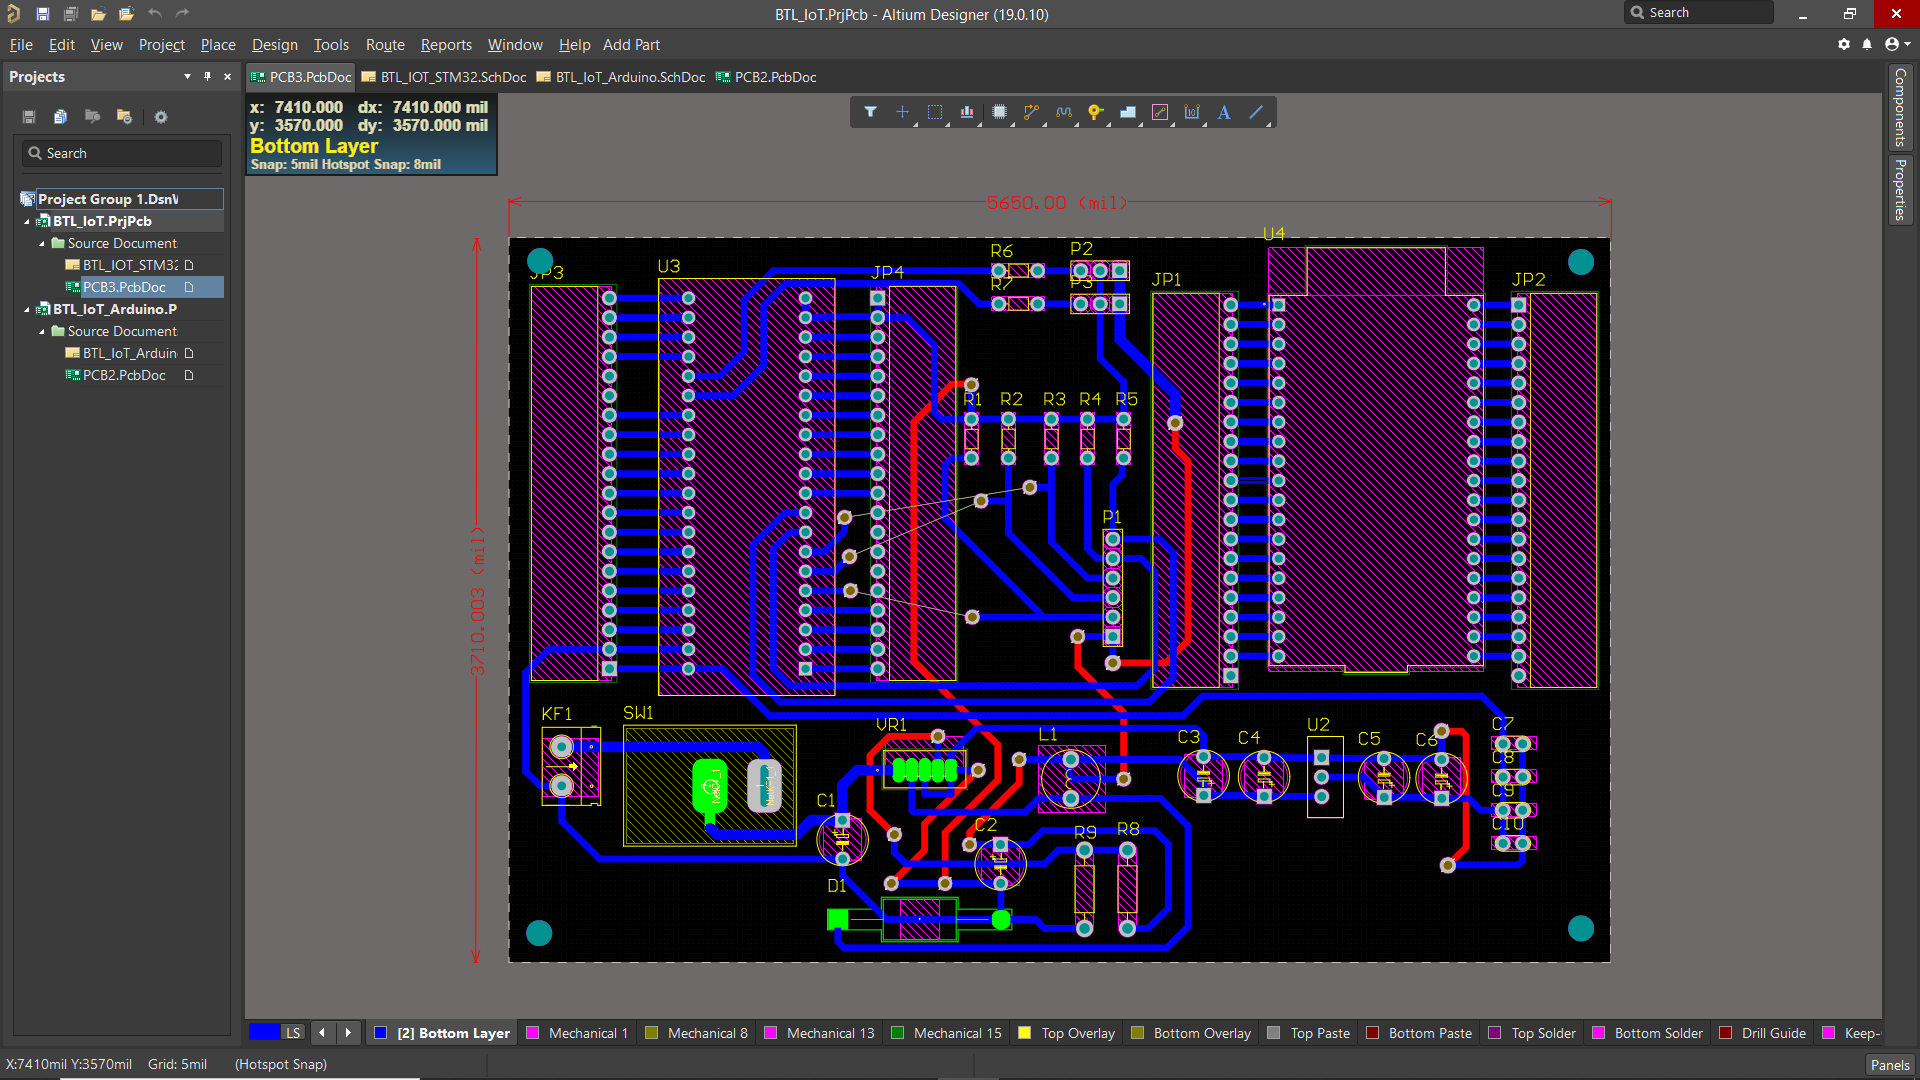 BTL_IoT.PrjPcb - Altium Designer (19.0.10)
Search
File Edit View Project Place Design Tools Route Reports Window Help Add Part
Projects
PCB3.PcbDoc BTL_IOT_STM32.SchDoc BTL_IoT_Arduino.SchDoc PCB2.PcbDoc
Components
Properties
x: 7410.000 dx: 7410.000 mil
y: 3570.000 dy: 3570.000 mil
Bottom Layer
Snap: 5mil Hotspot Snap: 8mil
Search
Project Group 1.DsnV
BTL_IoT.PrjPcb
Source Document
BTL_IOT_STM32
PCB3.PcbDoc
BTL_IoT_Arduino.P
Source Document
BTL_IoT_Arduin
PCB2.PcbDoc
5650.00 (mil)
3710.003 (mil)
U4
R6 P2
JP3 U3 JP4 JP1 JP2
R7 P3
R1 R2 R3 R4 R5
P1
KF1 SW1 VR1 L1 C3 C4 U2 C5 C6 C7
C8
C9
C1 C2 R9 R8 C10
D1
LS [2] Bottom Layer Mechanical 1 Mechanical 8 Mechanical 13 Mechanical 15 Top Overlay Bottom Overlay Top Paste Bottom Paste Top Solder Bottom Solder Drill Guide Keep-
X:7410mil Y:3570mil Grid: 5mil (Hotspot Snap)
Panels